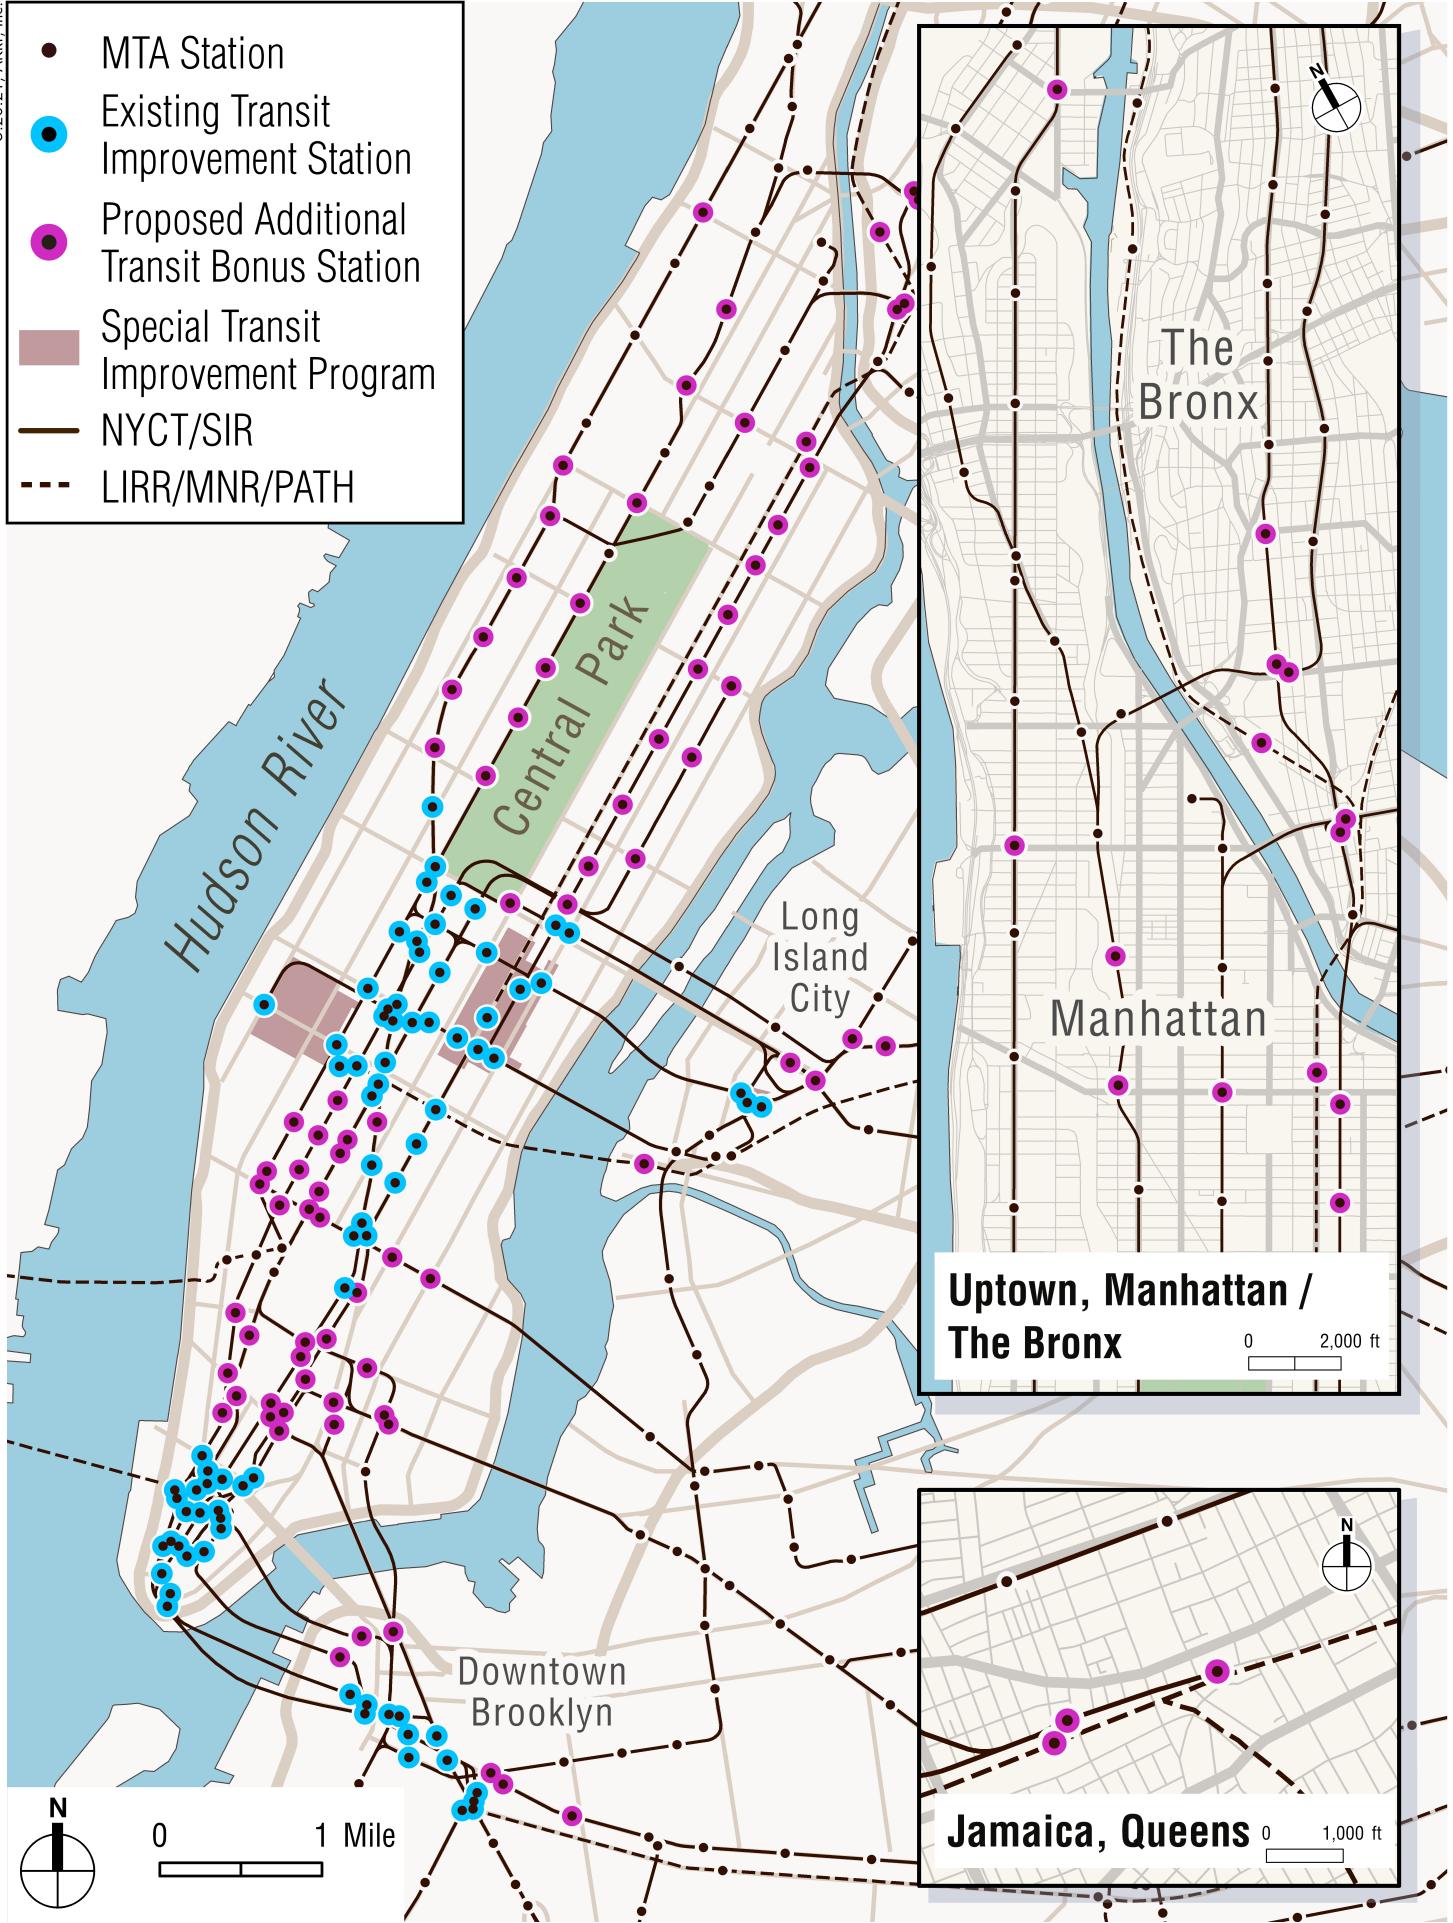 MTA Station
Existing Transit
Improvement Station
Proposed Additional
Transit Bonus Station
Special Transit
Improvement Program
NYCT/SIR
LIRR/MNR/PATH
Hudson River
Central Park
Long
Island
City
Downtown
Brooklyn
N
0 1 Mile
N
The
Bronx
Manhattan
Uptown, Manhattan /
The Bronx
0 2,000 ft
N
Jamaica, Queens
0 1,000 ft